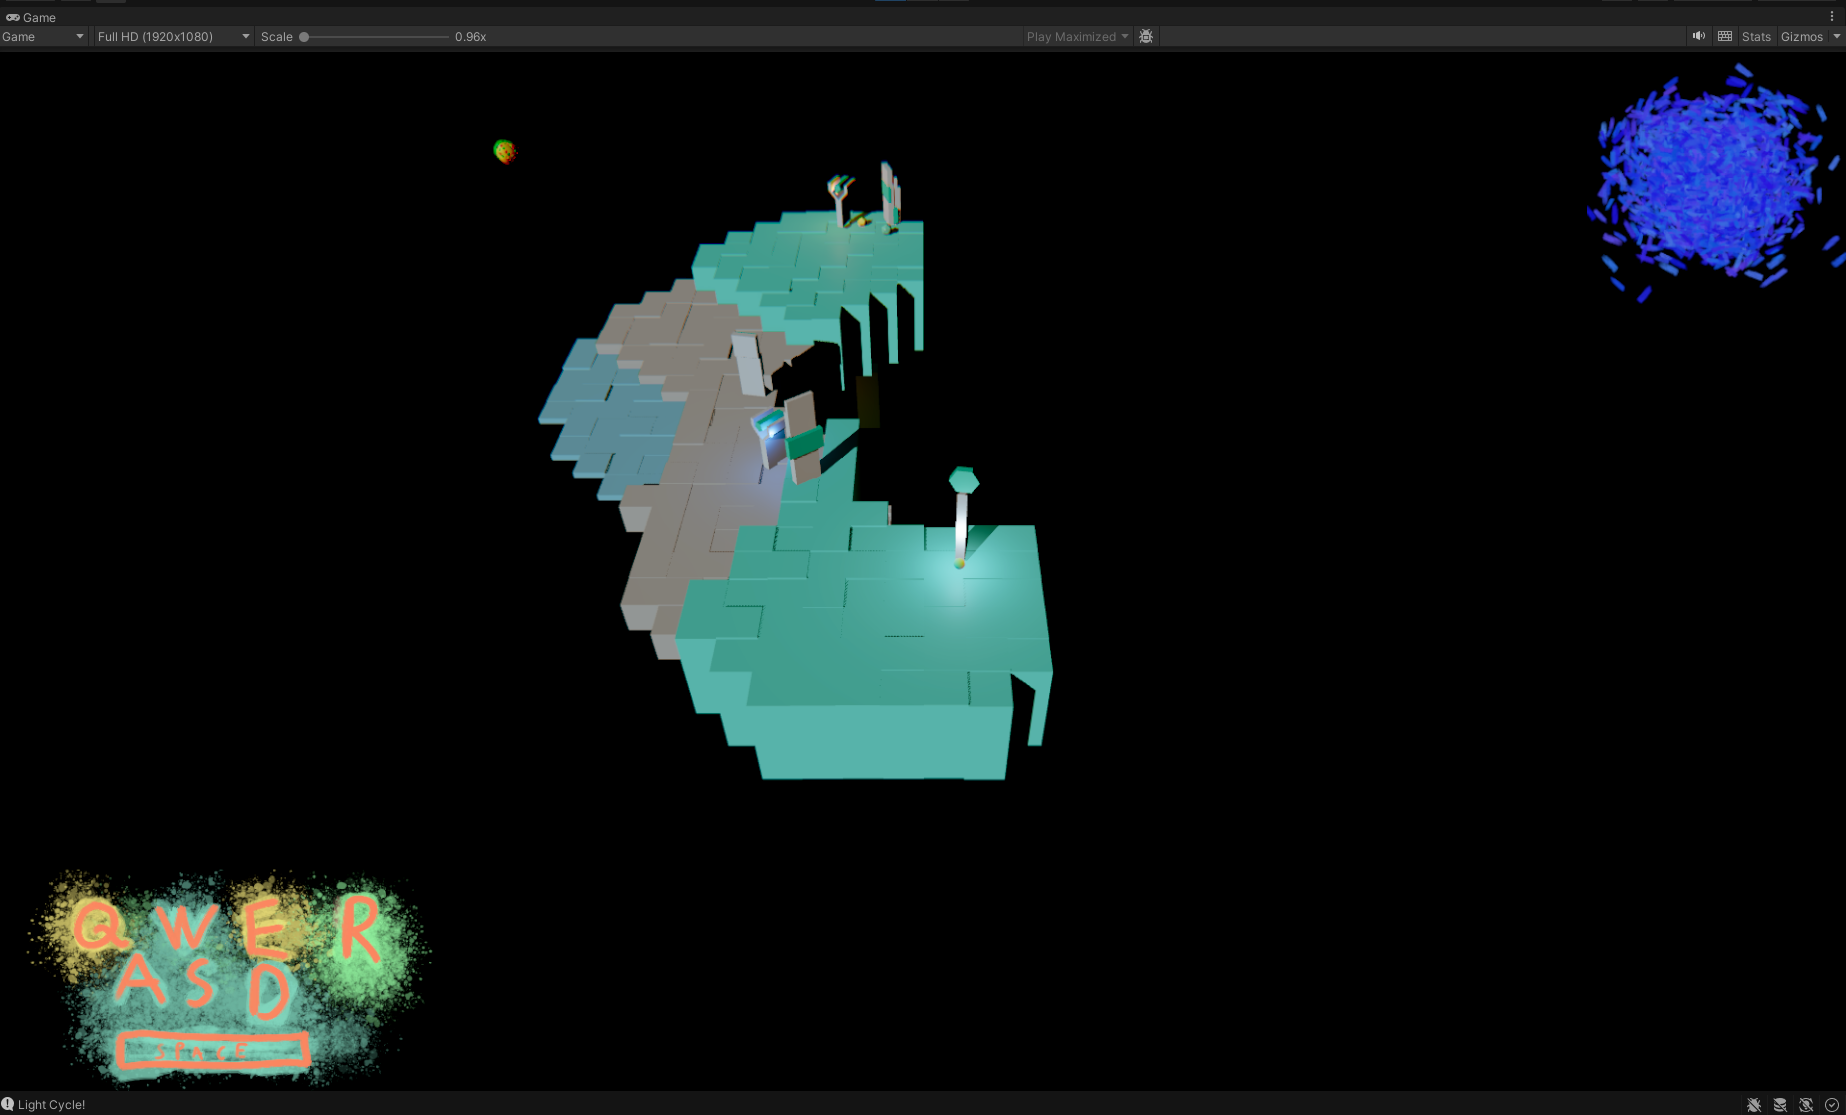 Game
Game Full HD (1920x1080) Scale 0.96x Play Maximized Stats Gizmos
Q W E R
A S D
SPACE
Light Cycle!